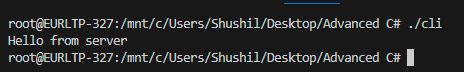 root@EURLTP-327:/mnt/c/Users/Shushil/Desktop/Advanced C# ./cli
Hello from server
root@EURLTP-327:/mnt/c/Users/Shushil/Desktop/Advanced C#